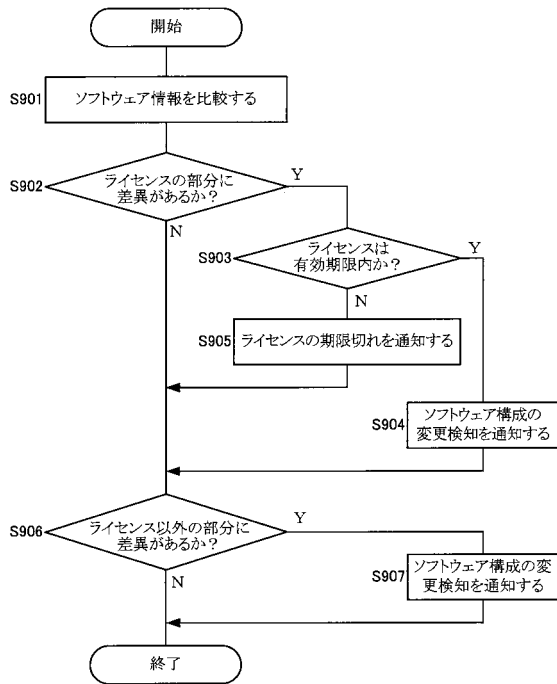 開始
S901
ソフトウェア情報を比較する
S902
ライセンスの部分に
差異があるか?
Y
N
S903
ライセンスは
有効期限内か?
Y
N
S905
ライセンスの期限切れを通知する
S904
ソフトウェア構成の
変更検知を通知する
S906
ライセンス以外の部分に
差異があるか?
Y
N
S907
ソフトウェア構成の変
更検知を通知する
終了